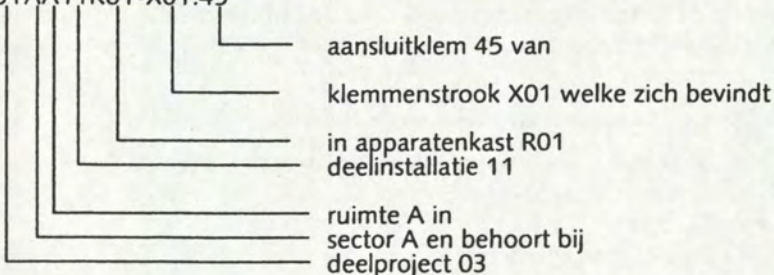 aansluitklem 45 van
klemmenstrook X01 welke zich bevindt
in apparatenkast R01
deelinstallatie 11
ruimte A in
sector A en behoort bij
deelproject 03